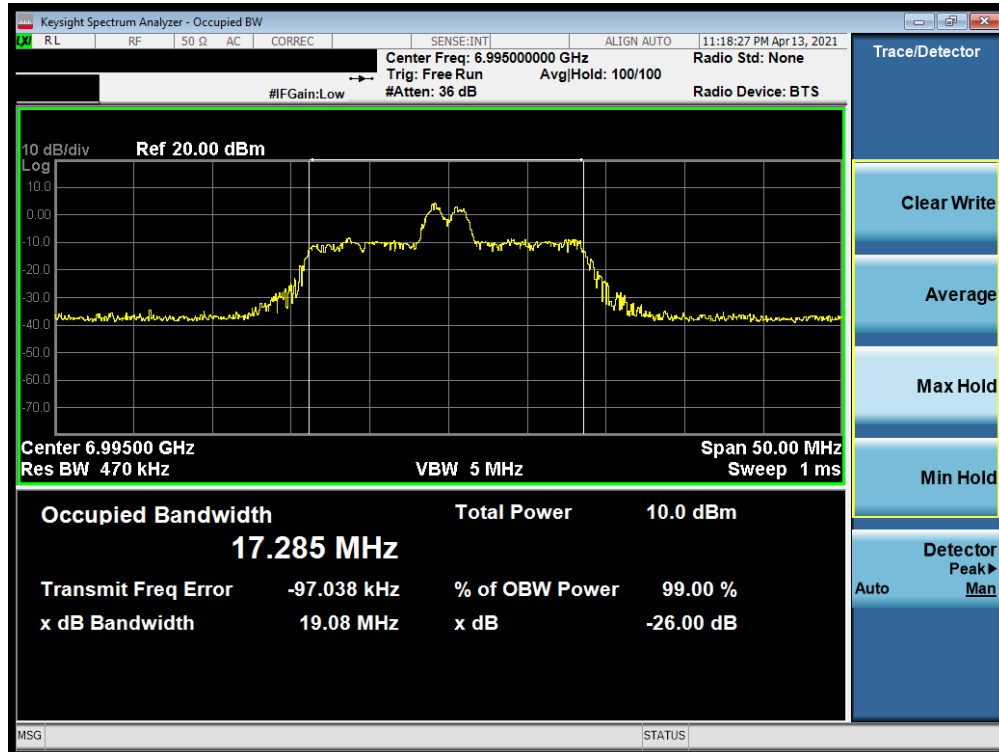 Keysight Spectrum Analyzer - Occupied BW
LXI RL RF 50 Ω AC CORREC SENSE:INT ALIGN AUTO 11:18:27 PM Apr 13, 2021
Center Freq: 6.995000000 GHz Radio Std: None
Trig: Free Run Avg|Hold: 100/100
#IFGain:Low #Atten: 36 dB Radio Device: BTS
10 dB/div Ref 20.00 dBm
Log
10.0
0.00
-10.0
-20.0
-30.0
-40.0
-50.0
-60.0
-70.0
Center 6.99500 GHz Span 50.00 MHz
Res BW 470 kHz VBW 5 MHz Sweep 1 ms
Occupied Bandwidth Total Power 10.0 dBm
17.285 MHz
Transmit Freq Error -97.038 kHz % of OBW Power 99.00 %
x dB Bandwidth 19.08 MHz x dB -26.00 dB
MSG STATUS
Trace/Detector
Clear Write
Average
Max Hold
Min Hold
Detector
Peak▶
Auto Man